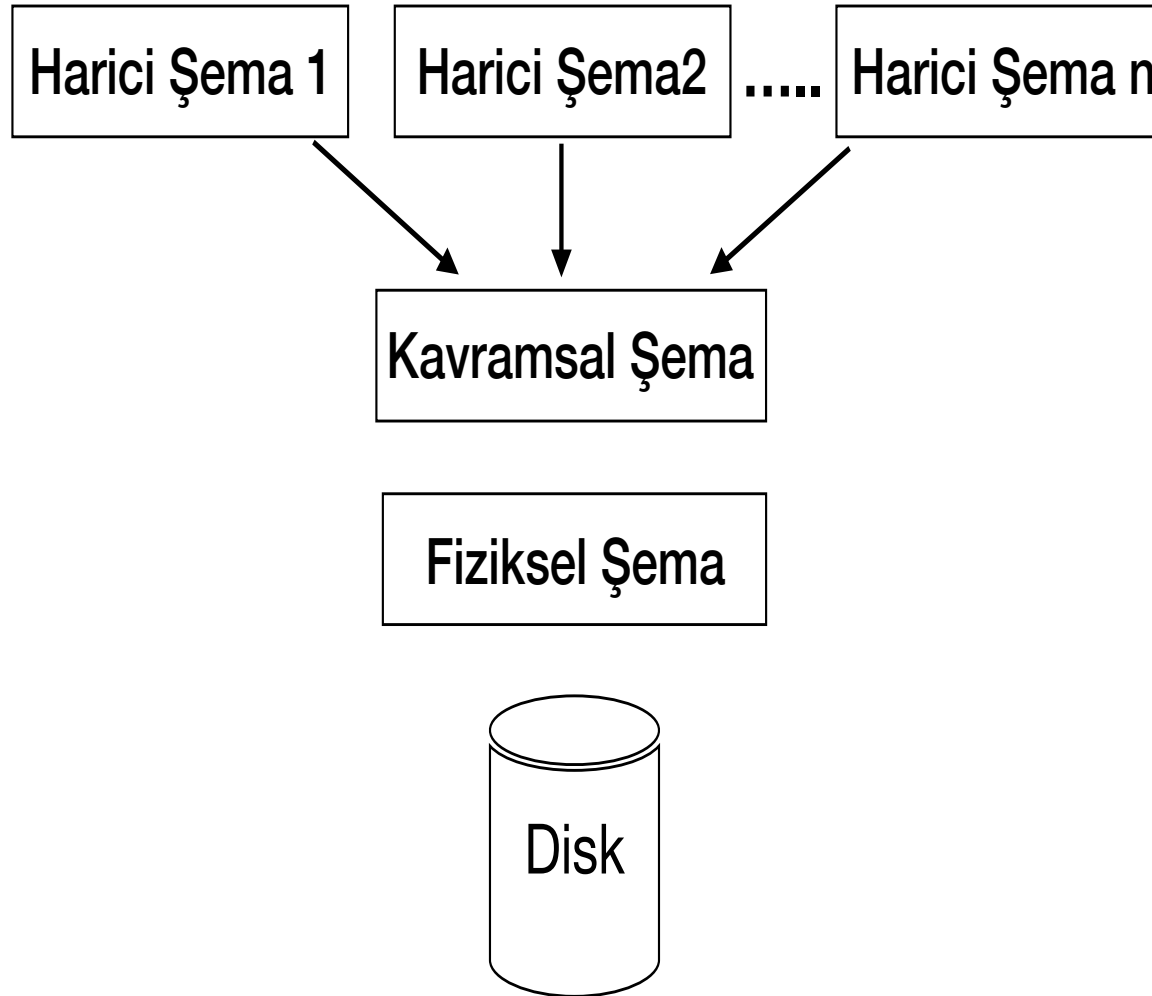 Harici Şema 1
Harici Şema2
.....
Harici Şema n
Kavramsal Şema
Fiziksel Şema
Disk